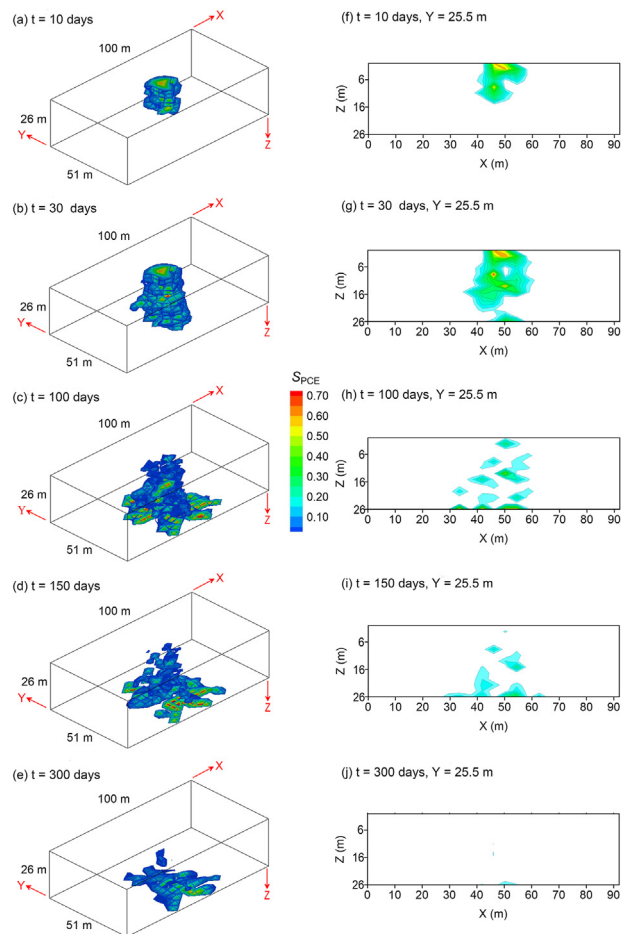 (a) t = 10 days
X
100 m
26 m
Y
51 m
Z
(f) t = 10 days, Y = 25.5 m
Z (m)
6
16
26
0 10 20 30 40 50 60 70 80 90
X (m)
(b) t = 30 days
X
100 m
26 m
Y
51 m
Z
(g) t = 30 days, Y = 25.5 m
Z (m)
6
16
26
0 10 20 30 40 50 60 70 80 90
X (m)
(c) t = 100 days
X
100 m
26 m
Y
51 m
Z
SPCE
0.70
0.60
0.50
0.40
0.30
0.20
0.10
(h) t = 100 days, Y = 25.5 m
Z (m)
6
16
26
0 10 20 30 40 50 60 70 80 90
X (m)
(d) t = 150 days
X
100 m
26 m
Y
51 m
Z
(i) t = 150 days, Y = 25.5 m
Z (m)
6
16
26
0 10 20 30 40 50 60 70 80 90
X (m)
(e) t = 300 days
X
100 m
26 m
Y
51 m
Z
(j) t = 300 days, Y = 25.5 m
Z (m)
6
16
26
0 10 20 30 40 50 60 70 80 90
X (m)